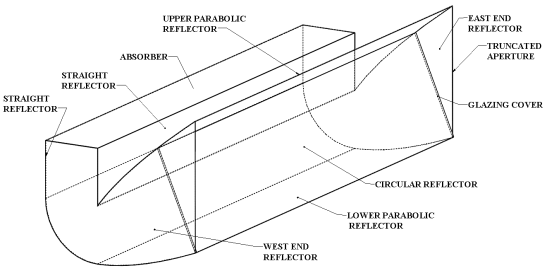 UPPER PARABOLIC
REFLECTOR
EAST END
REFLECTOR
TRUNCATED
APERTURE
ABSORBER
STRAIGHT
REFLECTOR
STRAIGHT
REFLECTOR
GLAZING COVER
CIRCULAR REFLECTOR
LOWER PARABOLIC
REFLECTOR
WEST END
REFLECTOR